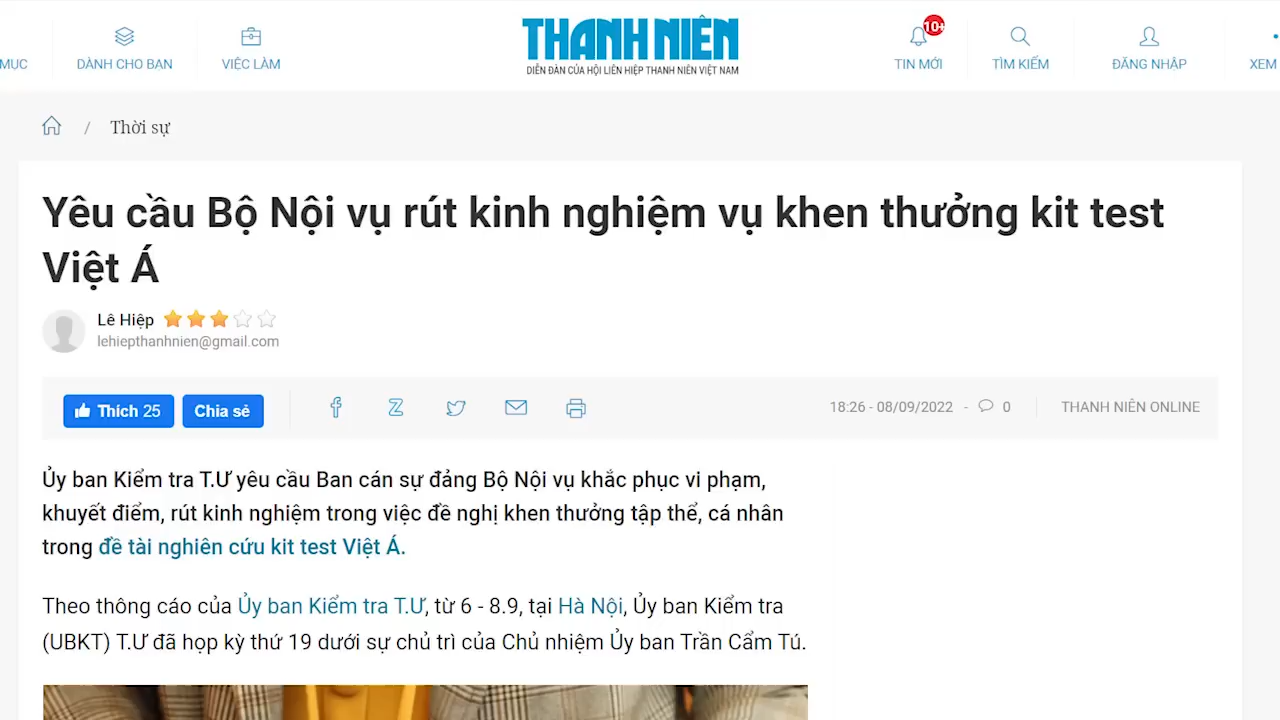 MỤC
DÀNH CHO BẠN
VIỆC LÀM
THANH NIÊN
DIỄN ĐÀN CỦA HỘI LIÊN HIỆP THANH NIÊN VIỆT NAM
10+
TIN MỚI
TÌM KIẾM
ĐĂNG NHẬP
XEM
/ Thời sự
Yêu cầu Bộ Nội vụ rút kinh nghiệm vụ khen thưởng kit test
Việt Á
Lê Hiệp
lehiepthanhnien@gmail.com
Thích 25
Chia sẻ
18:26 - 08/09/2022 - 0
THANH NIÊN ONLINE
Ủy ban Kiểm tra T.Ư yêu cầu Ban cán sự đảng Bộ Nội vụ khắc phục vi phạm,
khuyết điểm, rút kinh nghiệm trong việc đề nghị khen thưởng tập thể, cá nhân
trong đề tài nghiên cứu kit test Việt Á.
Theo thông cáo của Ủy ban Kiểm tra T.Ư, từ 6 - 8.9, tại Hà Nội, Ủy ban Kiểm tra
(UBKT) T.Ư đã họp kỳ thứ 19 dưới sự chủ trì của Chủ nhiệm Ủy ban Trần Cẩm Tú.